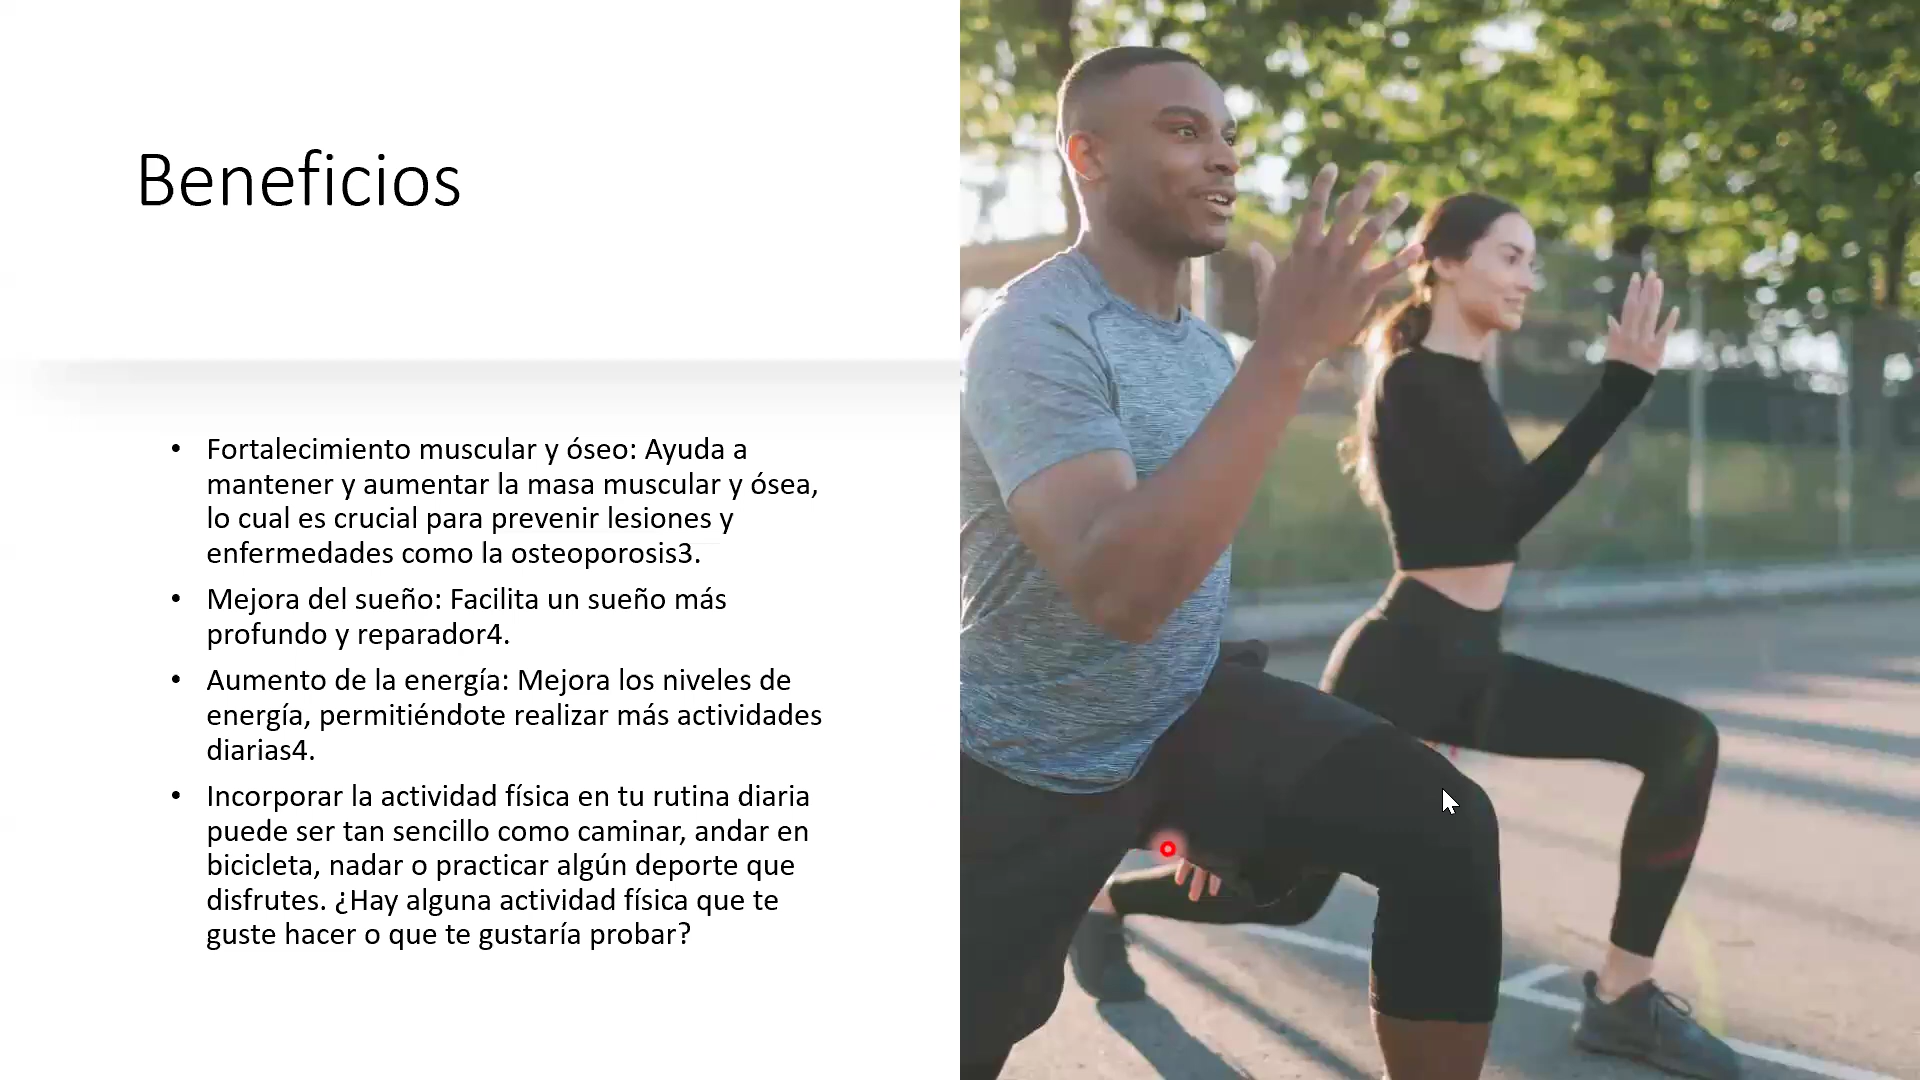 Beneficios
• Fortalecimiento muscular y óseo: Ayuda a
mantener y aumentar la masa muscular y ósea,
lo cual es crucial para prevenir lesiones y
enfermedades como la osteoporosis3.
• Mejora del sueño: Facilita un sueño más
profundo y reparador4.
• Aumento de la energía: Mejora los niveles de
energía, permitiéndote realizar más actividades
diarias4.
• Incorporar la actividad física en tu rutina diaria
puede ser tan sencillo como caminar, andar en
bicicleta, nadar o practicar algún deporte que
disfrutes. ¿Hay alguna actividad física que te
guste hacer o que te gustaría probar?